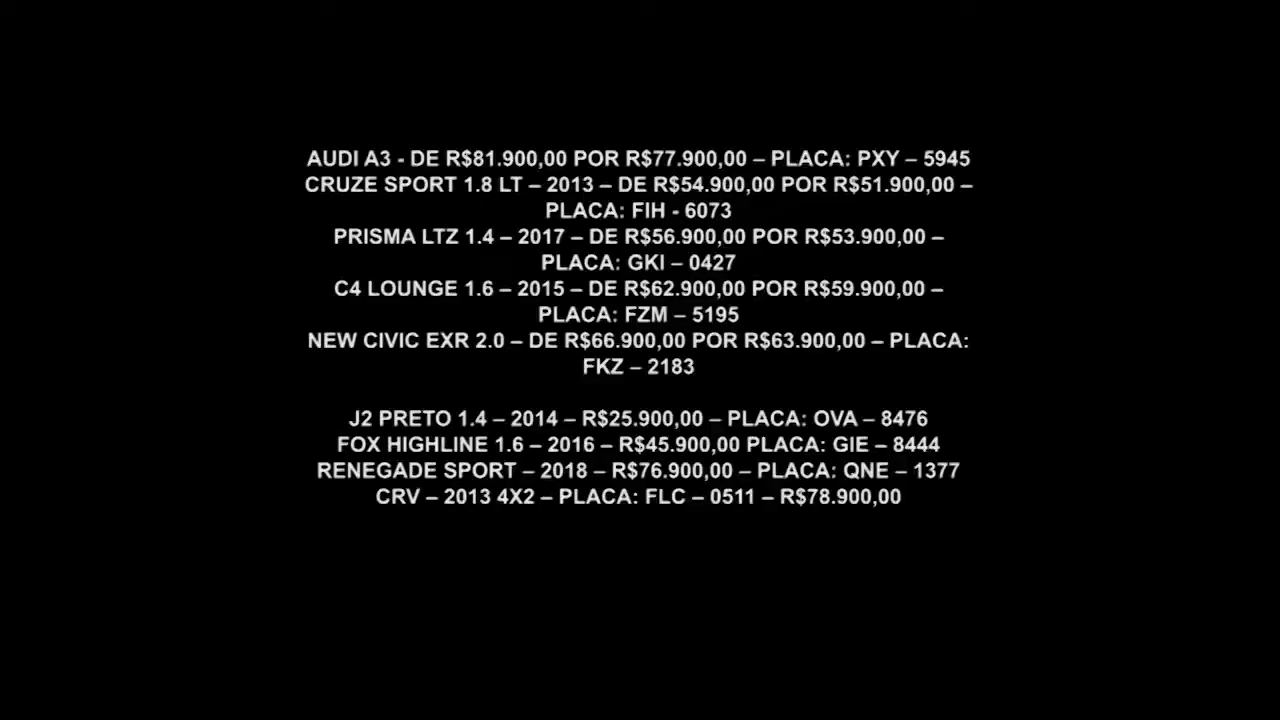 AUDI A3 - DE R$81.900,00 POR R$77.900,00 – PLACA: PXY – 5945
CRUZE SPORT 1.8 LT – 2013 – DE R$54.900,00 POR R$51.900,00 –
PLACA: FIH - 6073
PRISMA LTZ 1.4 – 2017 – DE R$56.900,00 POR R$53.900,00 –
PLACA: GKI – 0427
C4 LOUNGE 1.6 – 2015 – DE R$62.900,00 POR R$59.900,00 –
PLACA: FZM – 5195
NEW CIVIC EXR 2.0 – DE R$66.900,00 POR R$63.900,00 – PLACA:
FKZ – 2183
J2 PRETO 1.4 – 2014 – R$25.900,00 – PLACA: OVA – 8476
FOX HIGHLINE 1.6 – 2016 – R$45.900,00 PLACA: GIE – 8444
RENEGADE SPORT – 2018 – R$76.900,00 – PLACA: QNE – 1377
CRV – 2013 4X2 – PLACA: FLC – 0511 – R$78.900,00